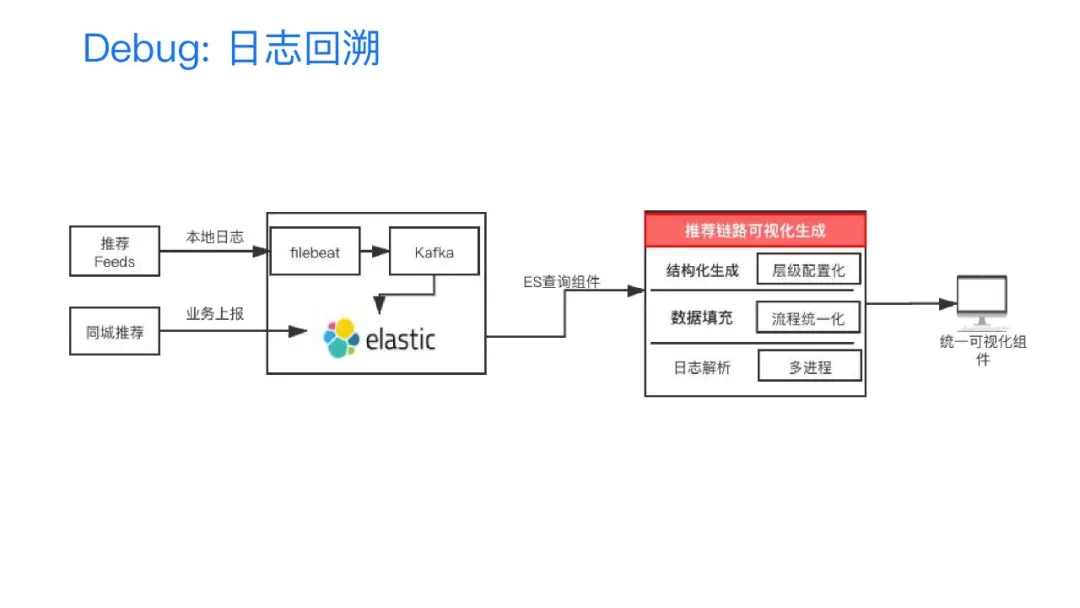 Debug: 日志回溯
推荐
Feeds
本地日志
filebeat
Kafka
同城推荐
业务上报
elastic
ES查询组件
推荐链路可视化生成
结构化生成
层级配置化
数据填充
流程统一化
日志解析
多进程
统一可视化组
件